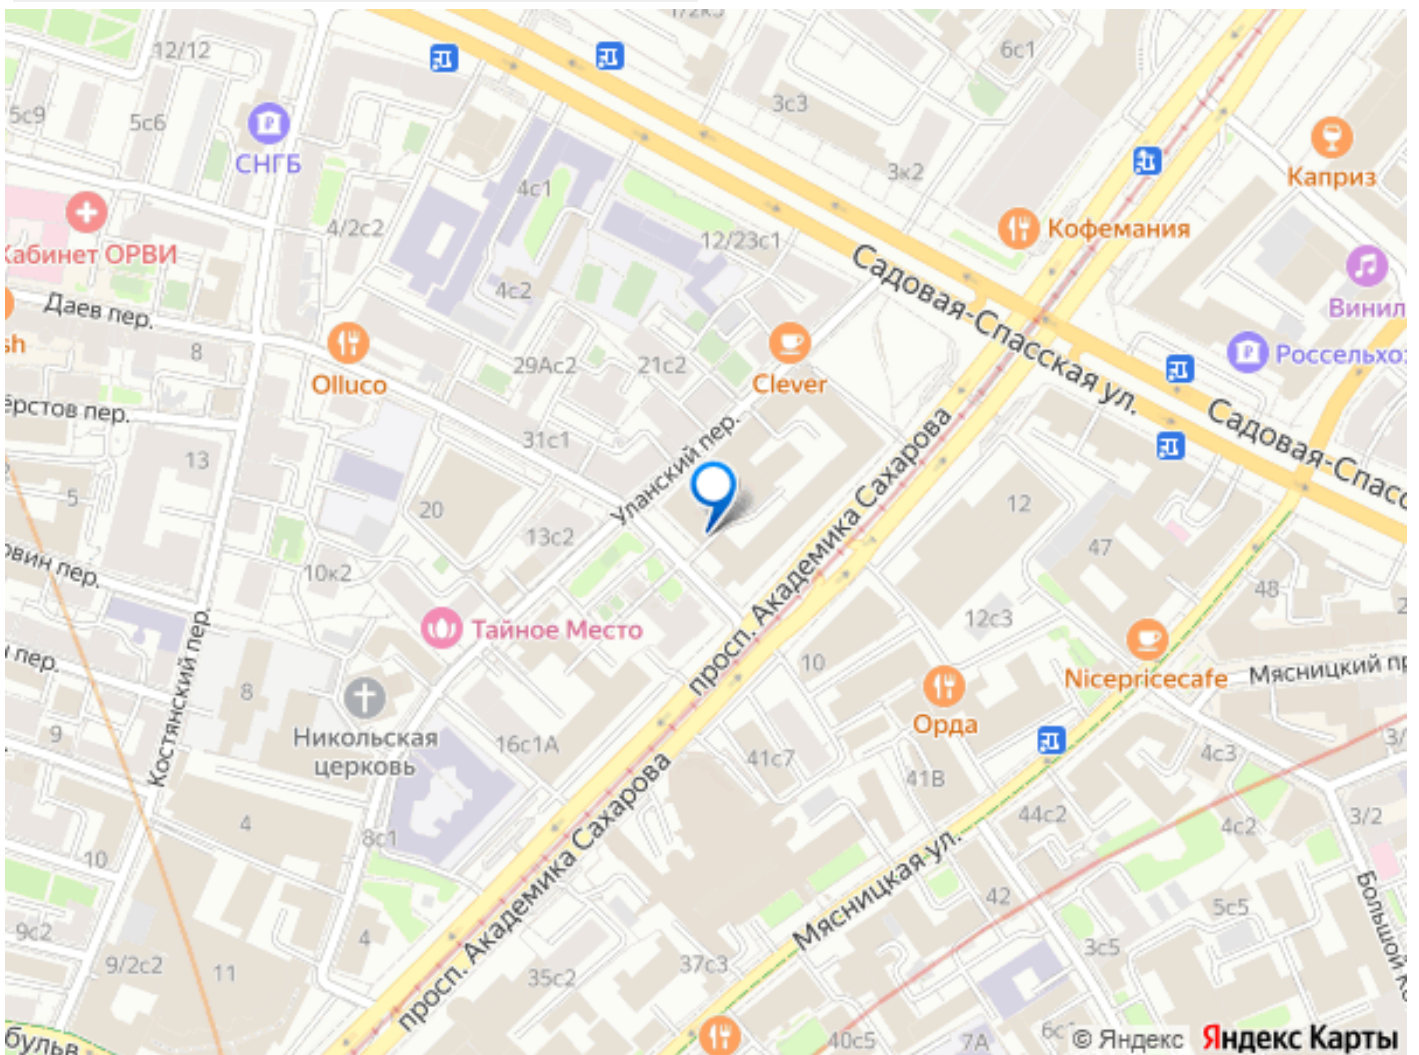 12/12
6с1
5с9
5с6
3с3
СНГБ
3к2
Каприз
4с1
4/2с2
12/23с1
Кофемания
Кабинет ОРВИ
Садовая-Спасская ул.
4с2
Винил
Даев пер.
8
29Ас2
21с2
Россельхоз
Olluco
Clever
Садовая-Спасс
ёрстов пер.
31с1
Уланский пер.
просп. Академика Сахарова
13
5
20
12
13с2
47
10к2
48
овин пер.
12с3
Тайное Место
10
Мясницкий пр
Nicepricecafe
Костянский пер.
8
Орда
Никольская
церковь
9
16с1А
41с7
41В
4с3
просп. Академика Сахарова
4
8с1
44с2
4с2
3/2
10
Мясницкая ул.
42
5с5
Большой К
9с2
4
3с5
9/2с2
11
35с2
37с3
бульв
40с5
7А
© Яндекс
Яндекс Карты